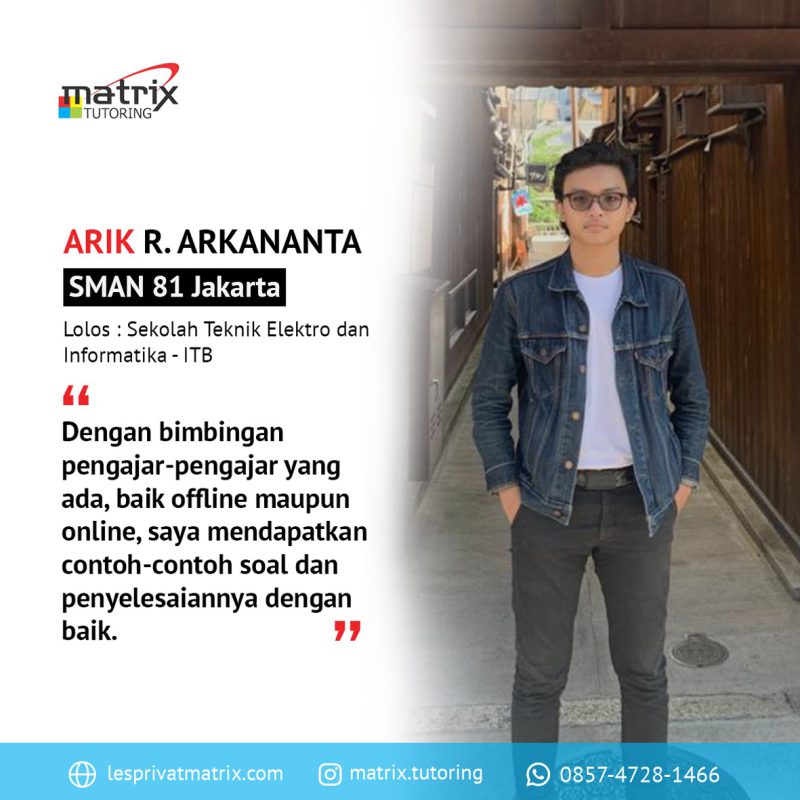 matrix
TUTORING
ARIK R. ARKANANTA
SMAN 81 Jakarta
Lolos : Sekolah Teknik Elektro dan
Informatika - ITB
“
Dengan bimbingan
pengajar-pengajar yang
ada, baik offline maupun
online, saya mendapatkan
contoh-contoh soal dan
penyelesaiannya dengan
baik. ”
lesprivatmatrix.com matrix.tutoring 0857-4728-1466